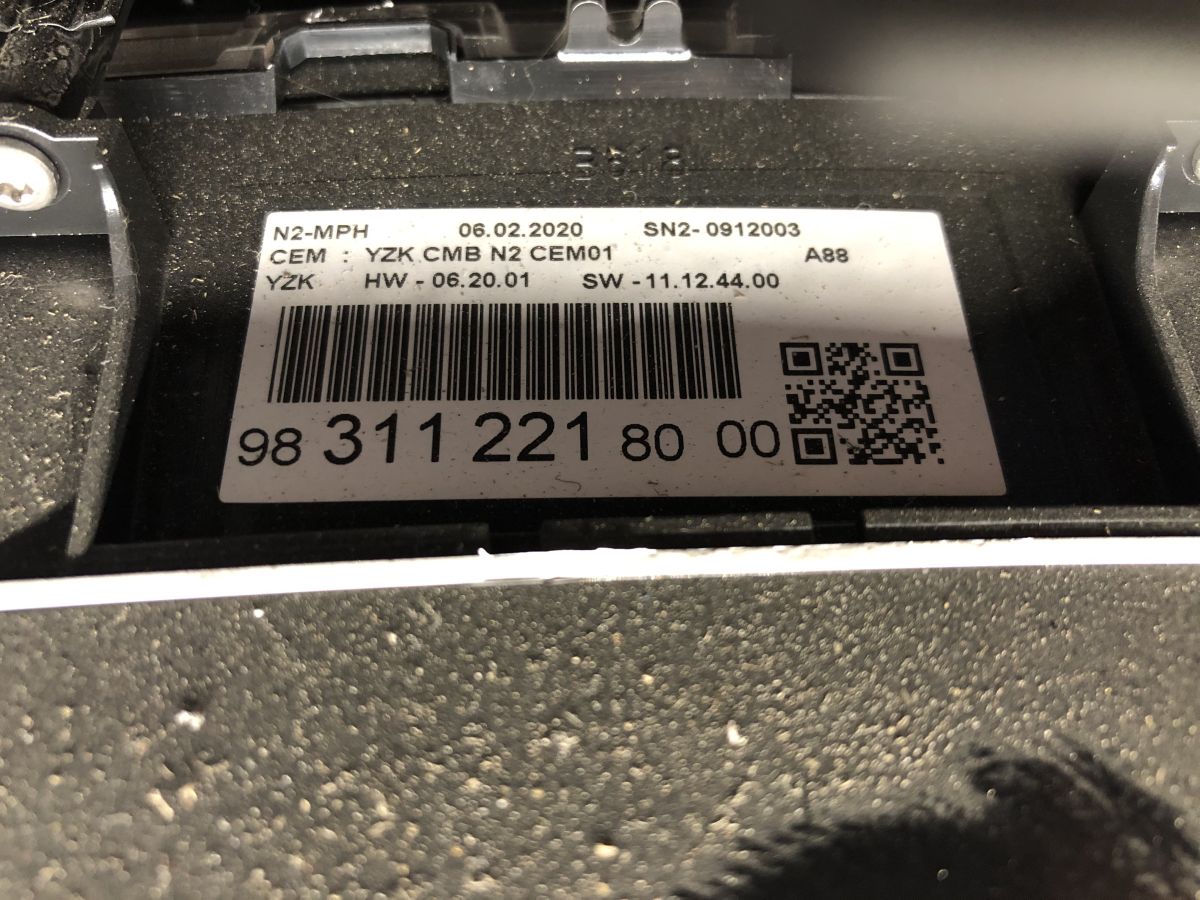 N2-MPH 06.02.2020 SN2- 0912003
CEM : YZK CMB N2 CEM01 A88
YZK HW - 06.20.01 SW -11.12.44.00
98 311 221 80 00